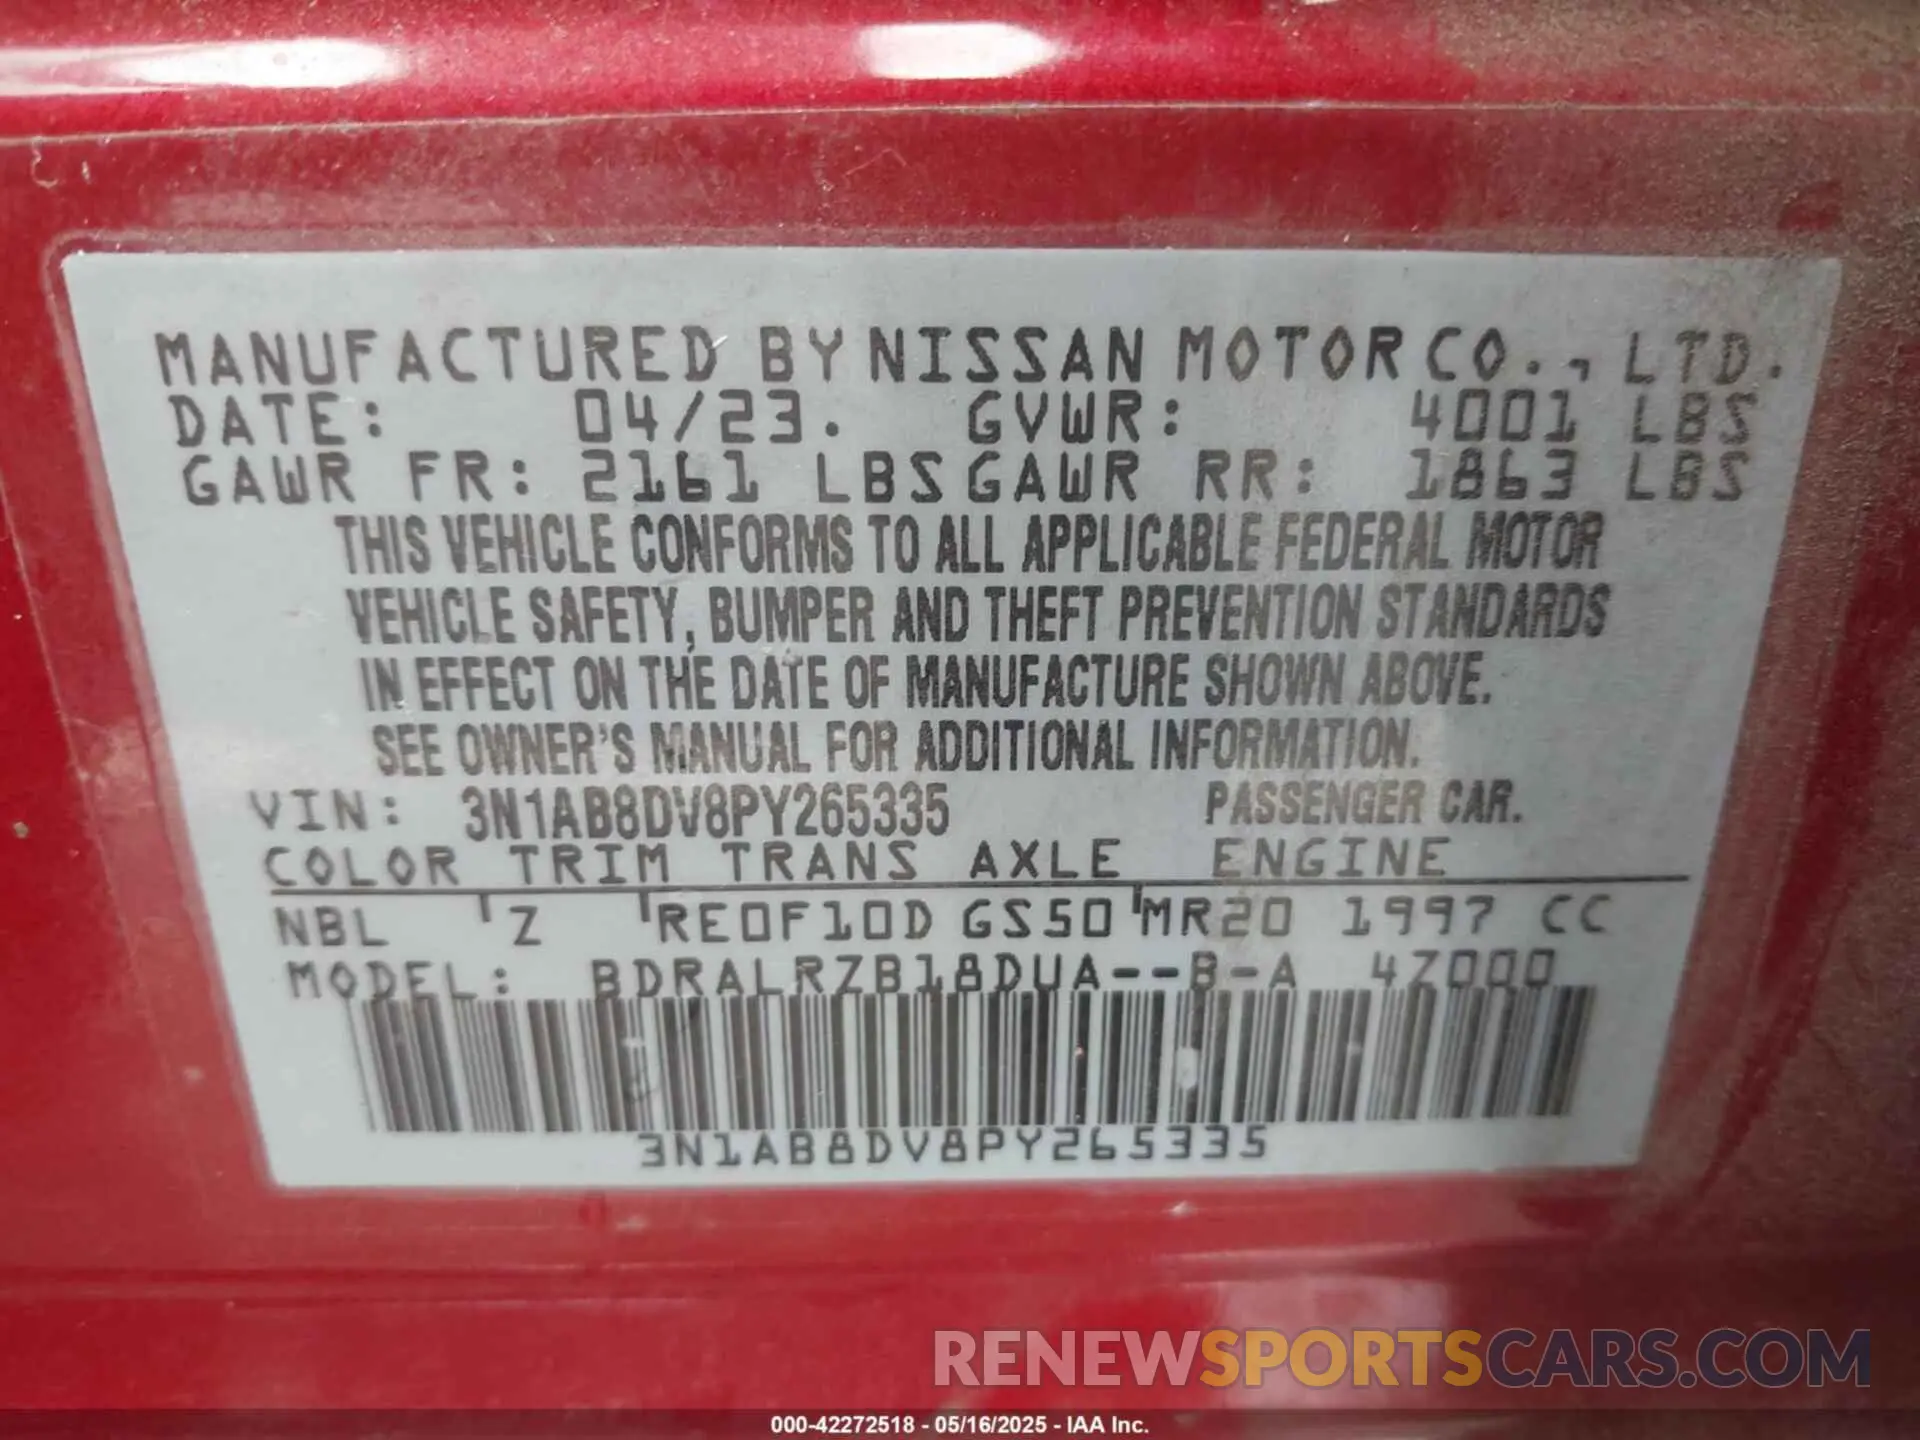 MANUFACTURED BY NISSAN MOTOR CO., LTD.
DATE: 04/23. GVWR: 4001 LBS
GAWR FR: 2161 LBS GAWR RR: 1863 LBS
THIS VEHICLE CONFORMS TO ALL APPLICABLE FEDERAL MOTOR
VEHICLE SAFETY, BUMPER AND THEFT PREVENTION STANDARDS
IN EFFECT ON THE DATE OF MANUFACTURE SHOWN ABOVE.
SEE OWNER'S MANUAL FOR ADDITIONAL INFORMATION.
VIN: 3N1AB8DV8PY265335 PASSENGER CAR.
COLOR TRIM TRANS AXLE ENGINE
NBL Z RE0F10D GS50 MR20 1997 CC
MODEL: BDRALRZB18DUA--B-A 4Z000
3N1AB8DV8PY265335
RENEWSPORTSCARS.COM
000-42272518 - 05/16/2025 - IAA Inc.